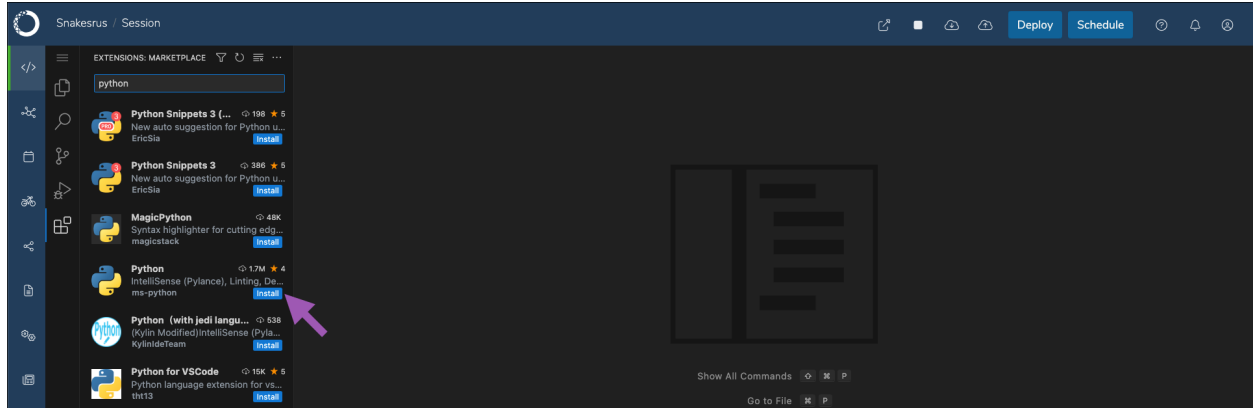 Snakesrus / Session
Deploy
Schedule
EXTENSIONS: MARKETPLACE
python
Python Snippets 3 (... 198 ★ 5
New auto suggestion for Python u...
EricSia Install
Python Snippets 3 386 ★ 5
New auto suggestion for Python u...
EricSia Install
MagicPython 48K
Syntax highlighter for cutting edg...
magicstack Install
Python 1.7M ★ 4
IntelliSense (Pylance), Linting, De...
ms-python Install
Python (with jedi langu... 538
(Kylin Modified)IntelliSense (Pyla...
KylinIdeTeam Install
Python for VSCode 15K ★ 5
Python language extension for vs...
tht13 Install
Show All Commands ⇧ ⌘ P
Go to File ⌘ P